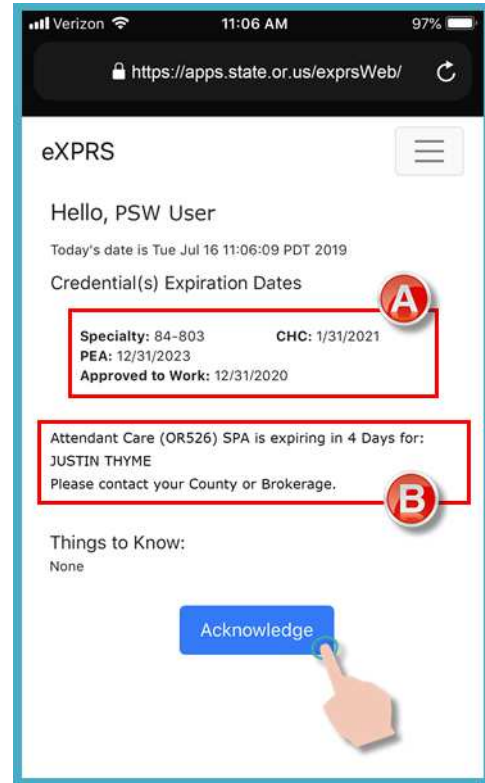 Verizon 11:06 AM 97%
https://apps.state.or.us/exprsWeb/
eXPRS
Hello, PSW User
Today's date is Tue Jul 16 11:06:09 PDT 2019
Credential(s) Expiration Dates
A
Specialty: 84-803 CHC: 1/31/2021
PEA: 12/31/2023
Approved to Work: 12/31/2020
Attendant Care (OR526) SPA is expiring in 4 Days for:
JUSTIN THYME
Please contact your County or Brokerage.
B
Things to Know:
None
Acknowledge